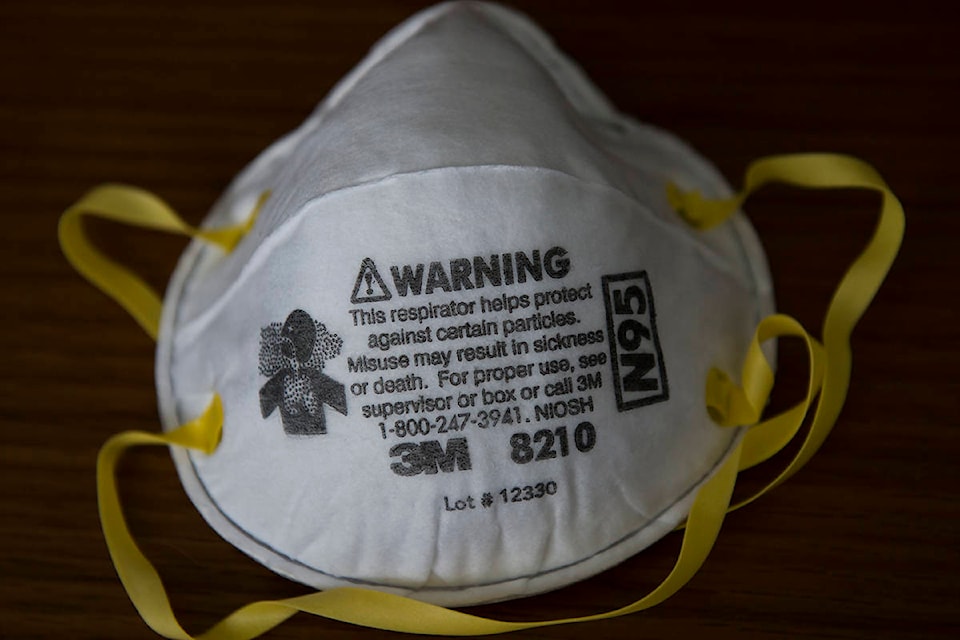 ⚠WARNING
This respirator helps protect
against certain particles.
Misuse may result in sickness
or death. For proper use, see
supervisor or box or call 3M
1-800-247-3941. NIOSH
3M 8210
Lot # 12330
N95